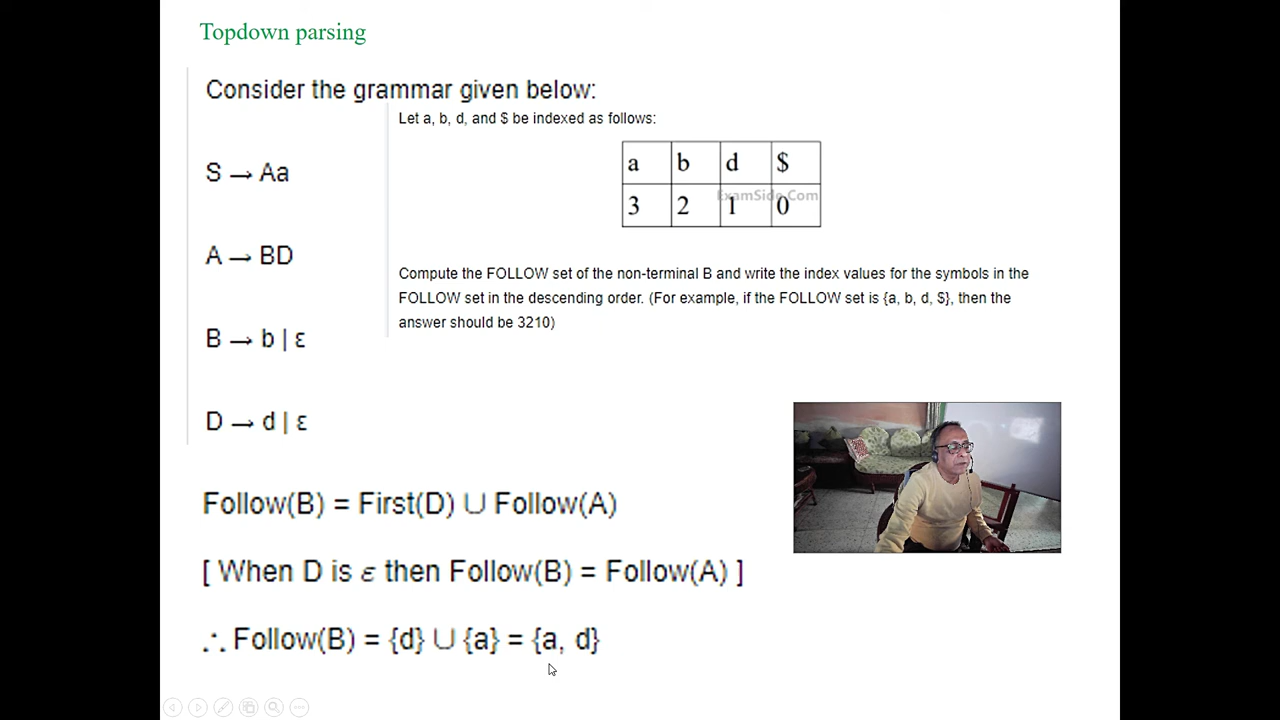 Topdown parsing
Consider the grammar given below:
Let a, b, d, and $ be indexed as follows:
a b d $
3 2 1 0
ExamSide.Com
S → Aa
A → BD
B → b | ε
D → d | ε
Compute the FOLLOW set of the non-terminal B and write the index values for the symbols in the
FOLLOW set in the descending order. (For example, if the FOLLOW set is {a, b, d, $}, then the
answer should be 3210)
Follow(B) = First(D) ∪ Follow(A)
[ When D is ε then Follow(B) = Follow(A) ]
∴ Follow(B) = {d} ∪ {a} = {a, d}